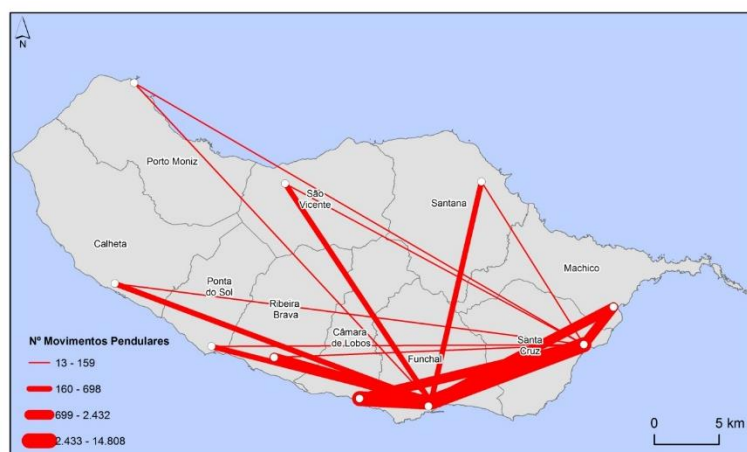 N
Porto Moniz
São
Vicente
Santana
Calheta
Machico
Ponta
do Sol
Ribeira
Brava
Câmara
de Lobos
Funchal
Santa
Cruz
Nº Movimentos Pendulares
13 - 159
160 - 698
699 - 2.432
2.433 - 14.808
0 5 km